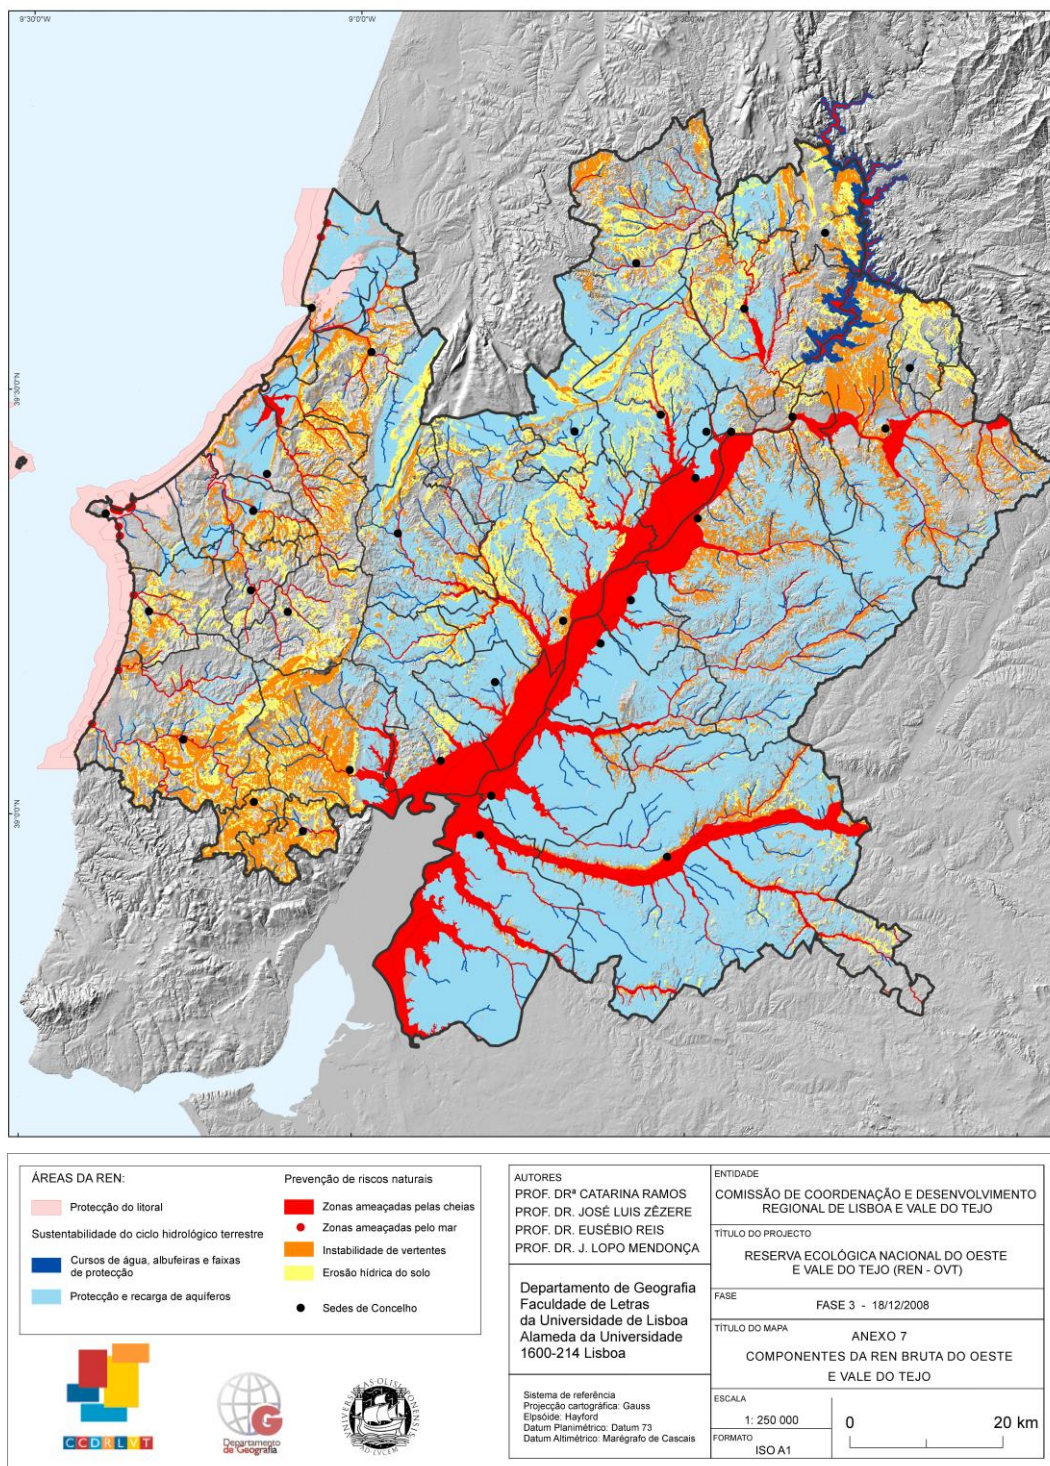 9°30'0"W
9°0'0"W
39°30'0"N
39°0'0"N
ÁREAS DA REN:
Protecção do litoral
Sustentabilidade do ciclo hidrológico terrestre
Cursos de água, albufeiras e faixas
de protecção
Protecção e recarga de aquíferos
Prevenção de riscos naturais
Zonas ameaçadas pelas cheias
Zonas ameaçadas pelo mar
Instabilidade de vertentes
Erosão hídrica do solo
Sedes de Concelho
CCDRLVT
Departamento
de Geografia
AUTORES
PROF. DRª CATARINA RAMOS
PROF. DR. JOSÉ LUIS ZÊZERE
PROF. DR. EUSÉBIO REIS
PROF. DR. J. LOPO MENDONÇA
Departamento de Geografia
Faculdade de Letras
da Universidade de Lisboa
Alameda da Universidade
1600-214 Lisboa
Sistema de referência
Projecção cartográfica: Gauss
Elpsóide: Hayford
Datum Planimétrico: Datum 73
Datum Altimétrico: Marégrafo de Cascais
ENTIDADE
COMISSÃO DE COORDENAÇÃO E DESENVOLVIMENTO
REGIONAL DE LISBOA E VALE DO TEJO
TÍTULO DO PROJECTO
RESERVA ECOLÓGICA NACIONAL DO OESTE
E VALE DO TEJO (REN - OVT)
FASE
FASE 3 - 18/12/2008
TÍTULO DO MAPA
ANEXO 7
COMPONENTES DA REN BRUTA DO OESTE
E VALE DO TEJO
ESCALA
1: 250 000
FORMATO
ISO A1
0 20 km